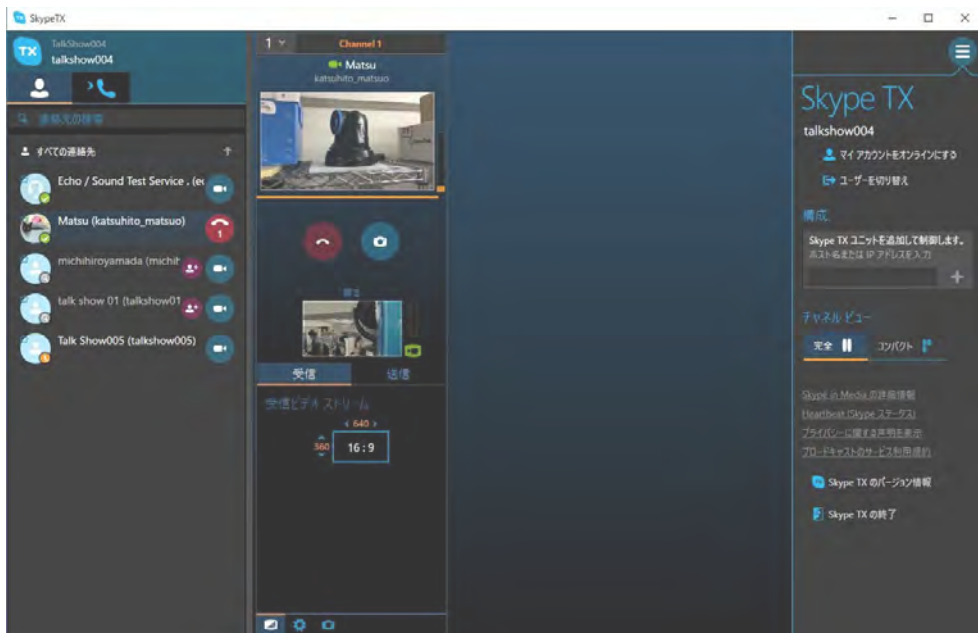 SkypeTX
TX
TalkShow004
talkshow004
連絡先の検索
すべての連絡先
Echo / Sound Test Service . (e
Matsu (katsuhito_matsuo)
1
michihiroyamada (michih
talk show 01 (talkshow01
Talk Show005 (talkshow005)
1
Channel 1
Matsu
katsuhito_matsuo
受信
送信
受信ビデオ ストリーム
640
360
16:9
Skype TX
talkshow004
マイ アカウントをオンラインにする
ユーザーを切り替え
構成
Skype TX ユニットを追加して制御します。
ホスト名または IP アドレスを入力
チャネル ビュー
完全
コンパクト
Skype in Media の詳細情報
Heartbeat (Skype ステータス)
プライバシーに関する声明を表示
ブロードキャストのサービス利用規約
Skype TX のバージョン情報
Skype TX の終了